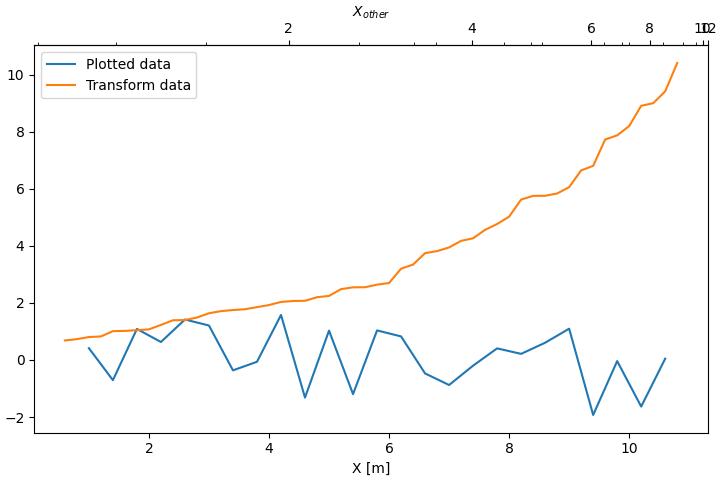 X_other
2 4 6 8 10 12
Plotted data
Transform data
10
8
6
4
2
0
−2
2 4 6 8 10
X [m]